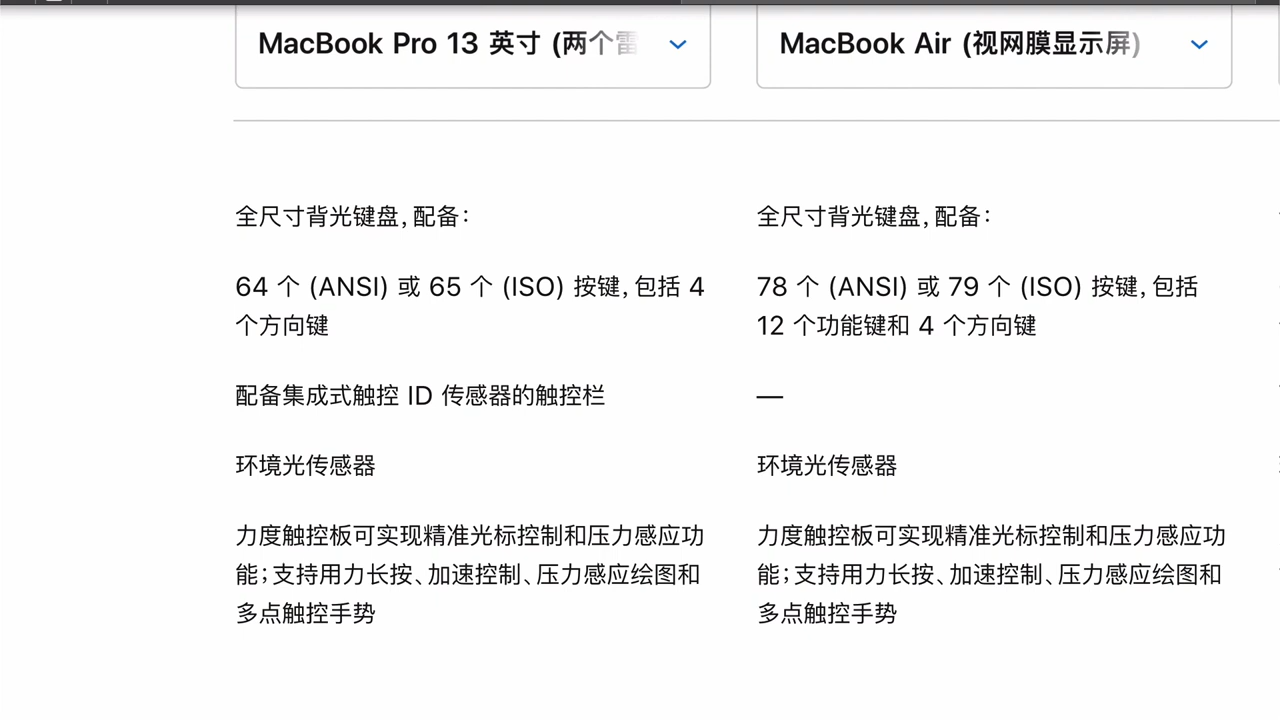 MacBook Pro 13 英寸 (两个雷
MacBook Air (视网膜显示屏)
全尺寸背光键盘，配备：
64 个 (ANSI) 或 65 个 (ISO) 按键，包括 4
个方向键
配备集成式触控 ID 传感器的触控栏
环境光传感器
力度触控板可实现精准光标控制和压力感应功
能；支持用力长按、加速控制、压力感应绘图和
多点触控手势
全尺寸背光键盘，配备：
78 个 (ANSI) 或 79 个 (ISO) 按键，包括
12 个功能键和 4 个方向键
—
环境光传感器
力度触控板可实现精准光标控制和压力感应功
能；支持用力长按、加速控制、压力感应绘图和
多点触控手势